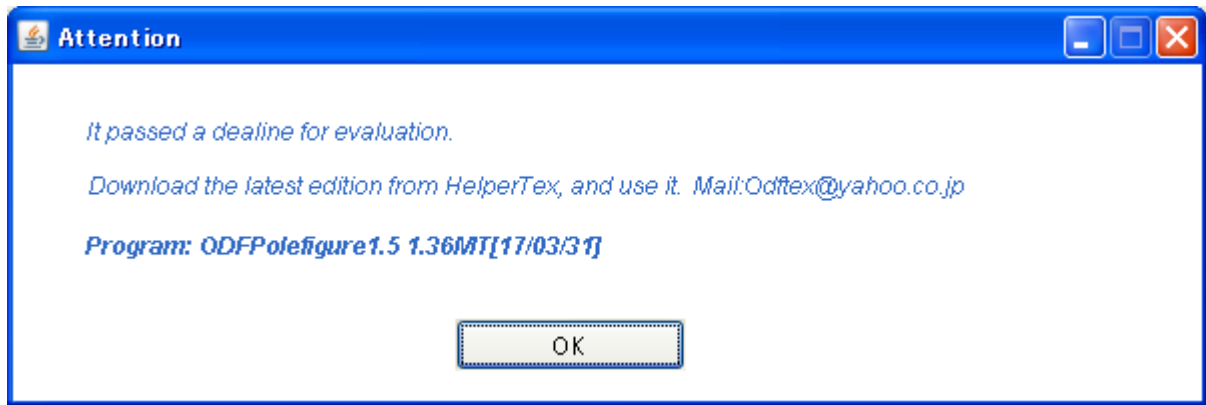 Attention
It passed a dealine for evaluation.
Download the latest edition from HelperTex, and use it. Mail:Odftex@yahoo.co.jp
Program: ODFPolefigure1.5 1.36MT[17/03/31]
OK